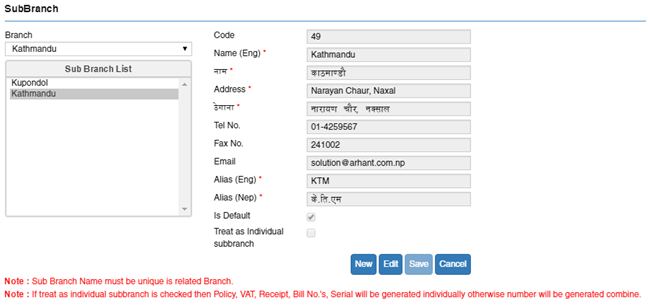 SubBranch
Branch
Kathmandu
Sub Branch List
Kupondol
Kathmandu
Code 49
Name (Eng) * Kathmandu
नाम * काठमाण्डौ
Address * Narayan Chaur, Naxal
ठेगाना * नारायण चौर, नक्साल
Tel No. 01-4259567
Fax No. 241002
Email solution@arhant.com.np
Alias (Eng) * KTM
Alias (Nep) * के.टि.एम
Is Default
Treat as Individual
subbranch
New Edit Save Cancel
Note : Sub Branch Name must be unique is related Branch.
Note : If treat as individual subbranch is checked then Policy, VAT, Receipt, Bill No.'s, Serial will be generated individually otherwise number will be generated combine.